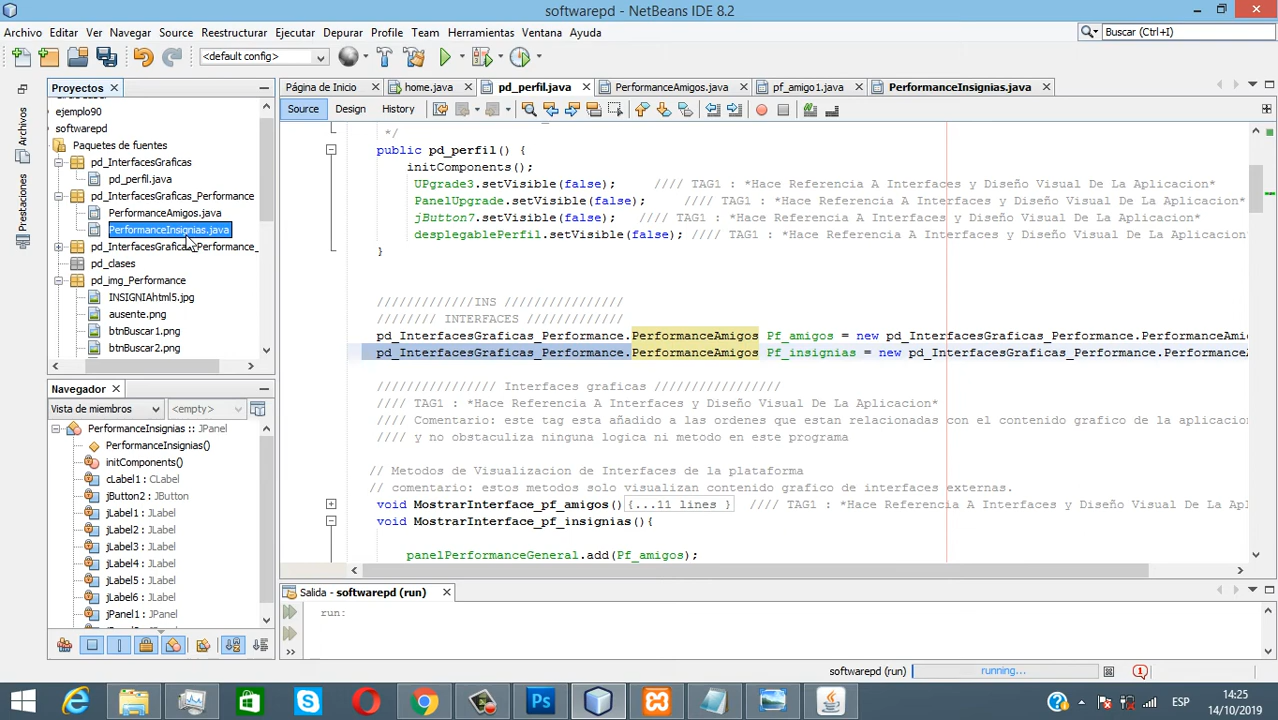 softwarepd - NetBeans IDE 8.2
Archivo Editar Ver Navegar Source Reestructurar Ejecutar Depurar Profile Team Herramientas Ventana Ayuda
Buscar (Ctrl+I)
<default config>
Proyectos
Página de Inicio home.java pd_perfil.java PerformanceAmigos.java pf_amigo1.java PerformanceInsignias.java
Source Design History
Archivos
Prestaciones
ejemplo90
softwarepd
Paquetes de fuentes
pd_InterfacesGraficas
pd_perfil.java
pd_InterfacesGraficas_Performance
PerformanceAmigos.java
PerformanceInsignias.java
pd_InterfacesGraficas_Performance_
pd_clases
pd_img_Performance
INSIGNIAhtml5.jpg
ausente.png
btnBuscar1.png
btnBuscar2.png
Navegador
Vista de miembros <empty>
PerformanceInsignias :: JPanel
PerformanceInsignias()
initComponents()
cLabel1 : CLabel
jButton2 : JButton
jLabel1 : JLabel
jLabel2 : JLabel
jLabel3 : JLabel
jLabel4 : JLabel
jLabel5 : JLabel
jLabel6 : JLabel
jPanel1 : JPanel
*/
public pd_perfil() {
initComponents();
UPgrade3.setVisible(false); //// TAG1 : *Hace Referencia A Interfaces y Diseño Visual De La Aplicacion*
PanelUpgrade.setVisible(false); //// TAG1 : *Hace Referencia A Interfaces y Diseño Visual De La Aplicacion*
jButton7.setVisible(false); //// TAG1 : *Hace Referencia A Interfaces y Diseño Visual De La Aplicacion*
desplegablePerfil.setVisible(false); //// TAG1 : *Hace Referencia A Interfaces y Diseño Visual De La Aplicacion
}
/////////////INS ///////////////
//////// INTERFACES /////////////
pd_InterfacesGraficas_Performance.PerformanceAmigos Pf_amigos = new pd_InterfacesGraficas_Performance.PerformanceAmi
pd_InterfacesGraficas_Performance.PerformanceAmigos Pf_insignias = new pd_InterfacesGraficas_Performance.PerformanceA
//////////////// Interfaces graficas /////////////////
//// TAG1 : *Hace Referencia A Interfaces y Diseño Visual De La Aplicacion*
//// Comentario: este tag esta añadido a las ordenes que estan relacionadas con el contenido grafico de la aplicacion
//// y no obstaculiza ninguna logica ni metodo en este programa
// Metodos de Visualizacion de Interfaces de la plataforma
// comentario: estos metodos solo visualizan contenido grafico de interfaces externas.
void MostrarInterface_pf_amigos(){...11 lines } //// TAG1 : *Hace Referencia A Interfaces y Diseño Visual De La Ap
void MostrarInterface_pf_insignias(){
panelPerformanceGeneral.add(Pf_amigos);
Salida - softwarepd (run)
run:
softwarepd (run) running...
ESP
14:25
14/10/2019